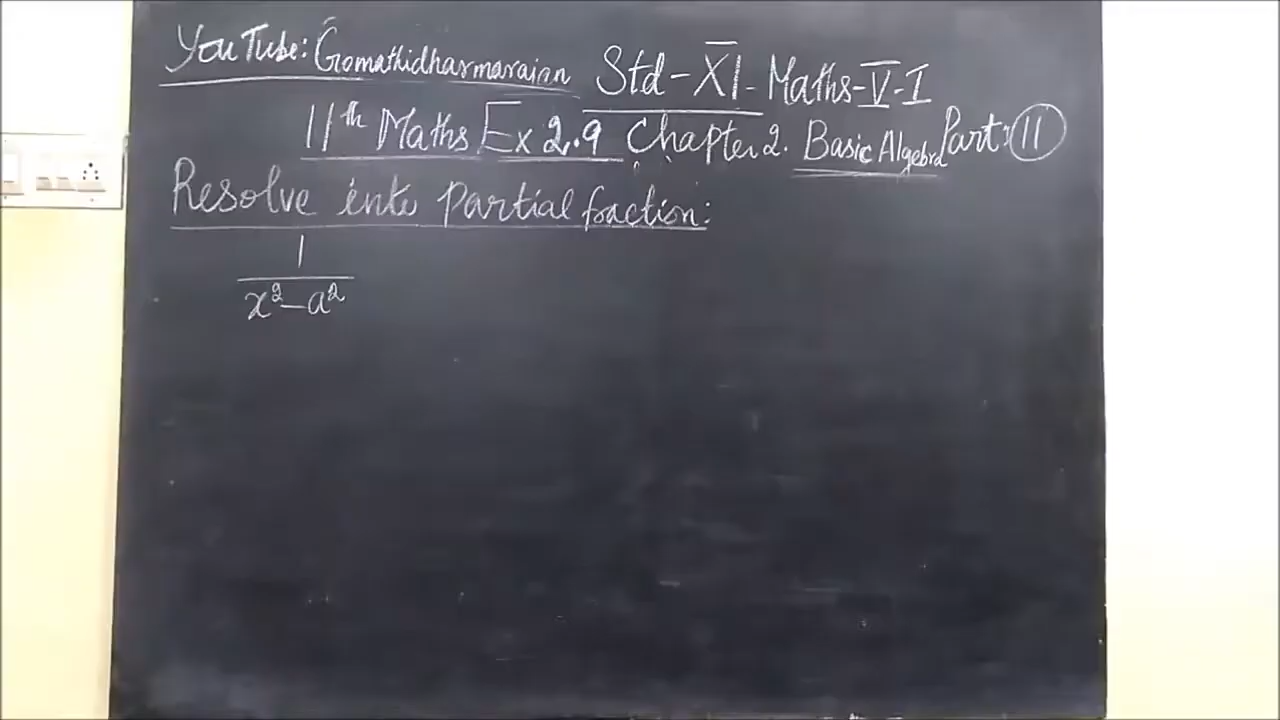 YouTube: Gomathidharmarajan Std-XI-Maths-V-I
11th Maths Ex 2.9 Chapter 2. Basic Algebra Part: 11
Resolve into Partial fraction:
1
x²-a²